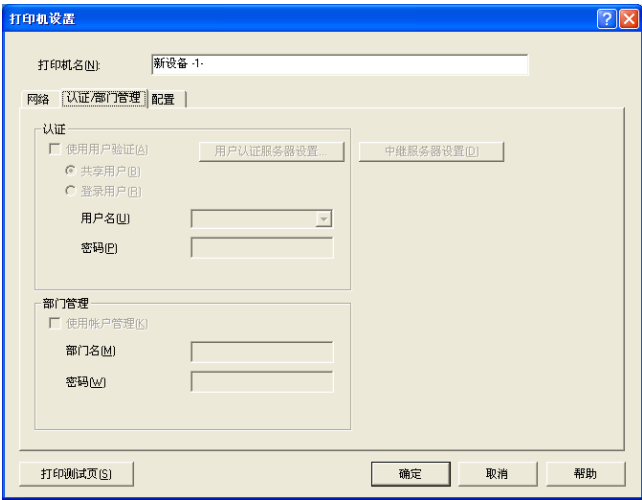 打印机设置
打印机名(N): 新设备 -1-
网络 认证/部门管理 配置
认证
使用用户验证(A) 用户认证服务器设置... 中继服务器设置(D)
共享用户(B)
登录用户(R)
用户名(U)
密码(P)
部门管理
使用帐户管理(K)
部门名(M)
密码(W)
打印测试页(S) 确定 取消 帮助